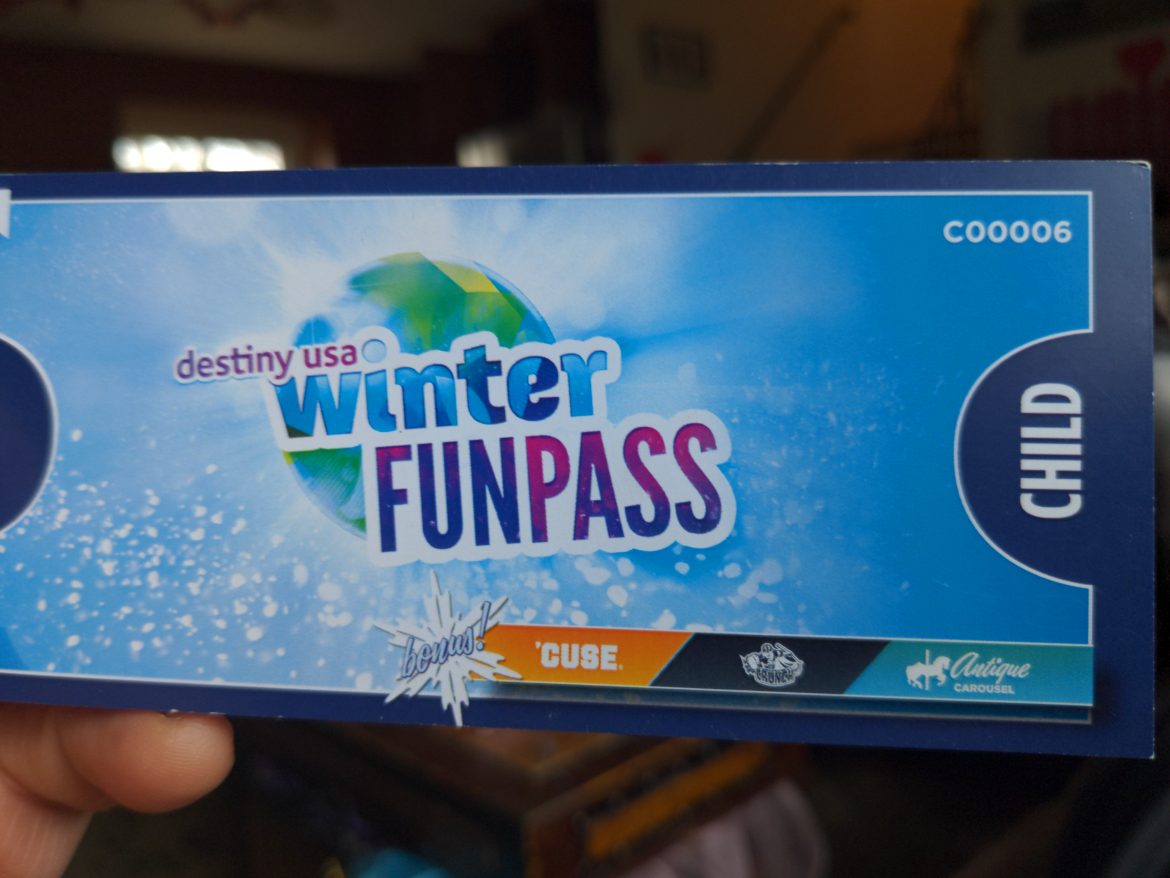 C00006
destiny usa
winter
FUNPASS
CHILD
bonus!
'CUSE
CRUNCH
Antique
CAROUSEL